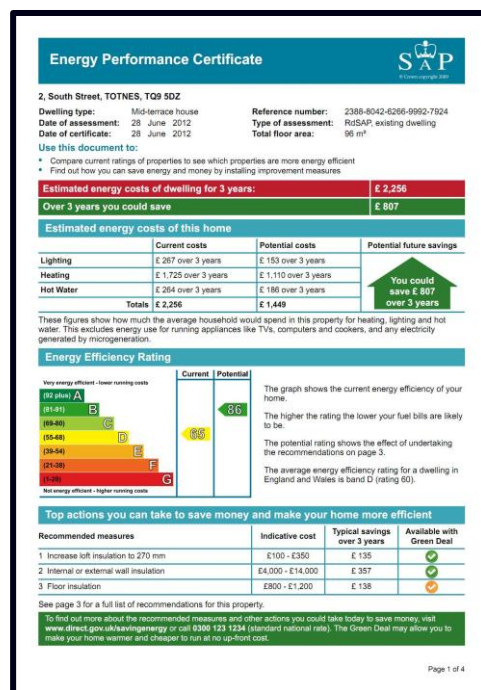 Energy Performance Certificate
SAP
© Crown copyright 2009
2, South Street, TOTNES, TQ9 5DZ
Dwelling type: Mid-terrace house Reference number: 2388-8042-6266-9992-7924
Date of assessment: 28 June 2012 Type of assessment: RdSAP, existing dwelling
Date of certificate: 28 June 2012 Total floor area: 96 m²
Use this document to:
• Compare current ratings of properties to see which properties are more energy efficient
• Find out how you can save energy and money by installing improvement measures
Estimated energy costs of dwelling for 3 years: £ 2,256
Over 3 years you could save £ 807
Estimated energy costs of this home
Current costs Potential costs Potential future savings
Lighting £ 267 over 3 years £ 153 over 3 years
Heating £ 1,725 over 3 years £ 1,110 over 3 years
Hot Water £ 264 over 3 years £ 186 over 3 years
Totals £ 2,256 £ 1,449
You could
save £ 807
over 3 years
These figures show how much the average household would spend in this property for heating, lighting and hot
water. This excludes energy use for running appliances like TVs, computers and cookers, and any electricity
generated by microgeneration.
Energy Efficiency Rating
Current Potential
Very energy efficient - lower running costs
(92 plus) A
(81-91) B
(69-80) C
(55-68) D
(39-54) E
(21-38) F
(1-20) G
Not energy efficient - higher running costs
65
86
The graph shows the current energy efficiency of your
home.
The higher the rating the lower your fuel bills are likely
to be.
The potential rating shows the effect of undertaking
the recommendations on page 3.
The average energy efficiency rating for a dwelling in
England and Wales is band D (rating 60).
Top actions you can take to save money and make your home more efficient
Recommended measures Indicative cost Typical savings over 3 years Available with Green Deal
1 Increase loft insulation to 270 mm £100 - £350 £ 135
2 Internal or external wall insulation £4,000 - £14,000 £ 357
3 Floor insulation £800 - £1,200 £ 138
See page 3 for a full list of recommendations for this property.
To find out more about the recommended measures and other actions you could take today to save money, visit
www.direct.gov.uk/savingenergy or call 0300 123 1234 (standard national rate). The Green Deal may allow you to
make your home warmer and cheaper to run at no up-front cost.
Page 1 of 4